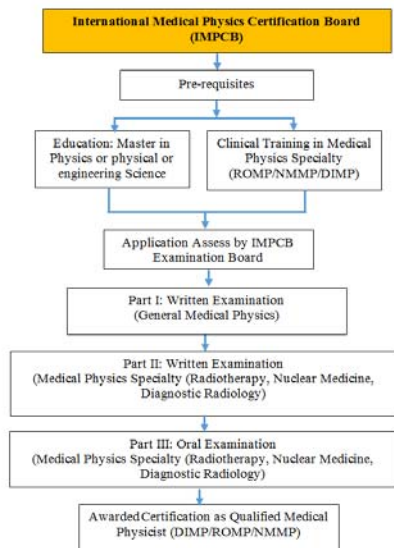 International Medical Physics Certification Board
(IMPCB)
Pre-requisites
Education: Master in
Physics or physical or
engineering Science
Clinical Training in Medical
Physics Specialty
(ROMP/NMMP/DIMP)
Application Assess by IMPCB
Examination Board
Part I: Written Examination
(General Medical Physics)
Part II: Written Examination
(Medical Physics Specialty (Radiotherapy, Nuclear Medicine,
Diagnostic Radiology)
Part III: Oral Examination
(Medical Physics Specialty (Radiotherapy, Nuclear Medicine,
Diagnostic Radiology)
Awarded Certification as Qualified Medical
Physicist (DIMP/ROMP/NMMP)